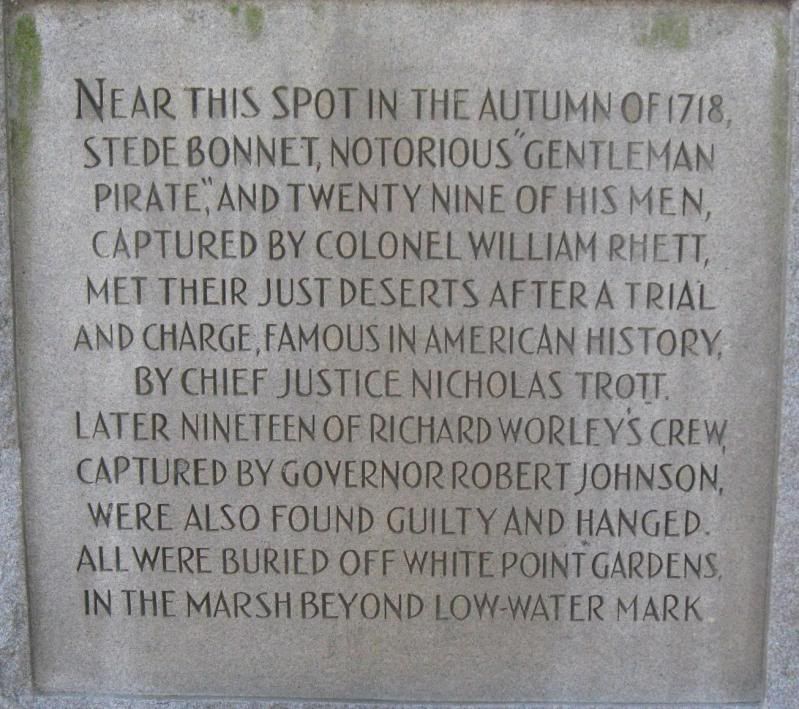 NEAR THIS SPOT IN THE AUTUMN OF 1718,
STEDE BONNET, NOTORIOUS "GENTLEMAN
PIRATE", AND TWENTY NINE OF HIS MEN,
CAPTURED BY COLONEL WILLIAM RHETT,
MET THEIR JUST DESERTS AFTER A TRIAL
AND CHARGE, FAMOUS IN AMERICAN HISTORY,
BY CHIEF JUSTICE NICHOLAS TROTT.
LATER NINETEEN OF RICHARD WORLEY'S CREW,
CAPTURED BY GOVERNOR ROBERT JOHNSON,
WERE ALSO FOUND GUILTY AND HANGED.
ALL WERE BURIED OFF WHITE POINT GARDENS,
IN THE MARSH BEYOND LOW-WATER MARK.